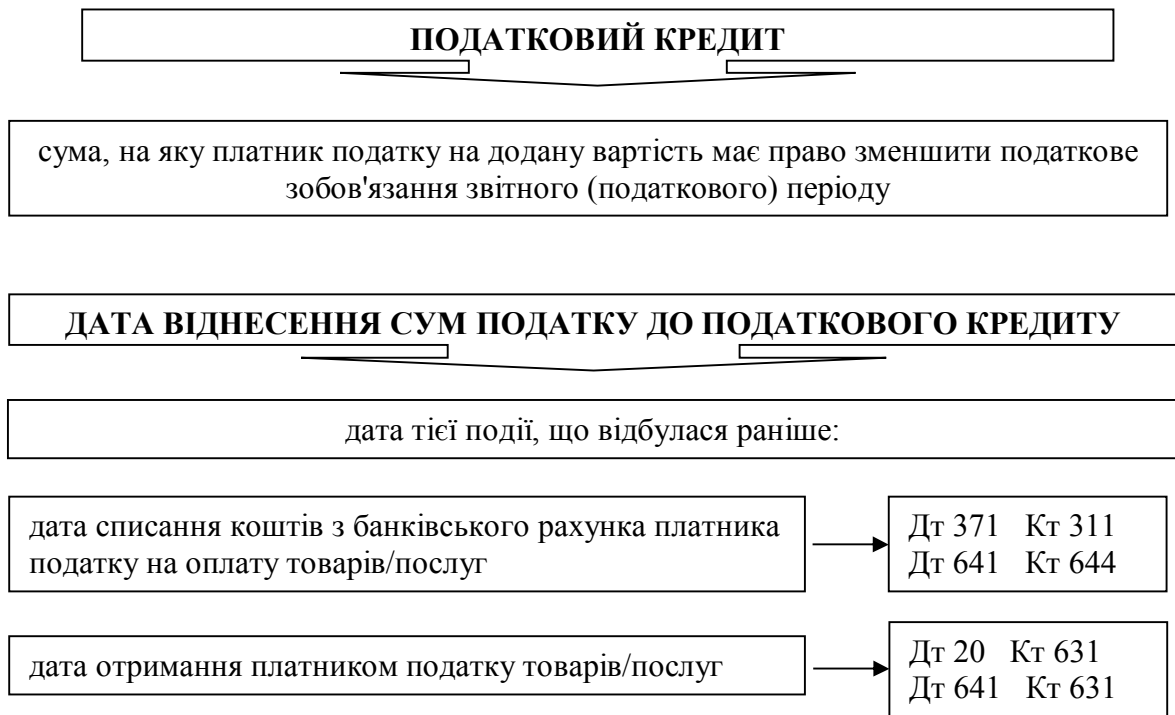 ПОДАТКОВИЙ КРЕДИТ
сума, на яку платник податку на додану вартість має право зменшити податкове
зобов'язання звітного (податкового) періоду
ДАТА ВІДНЕСЕННЯ СУМ ПОДАТКУ ДО ПОДАТКОВОГО КРЕДИТУ
дата тієї події, що відбулася раніше:
дата списання коштів з банківського рахунка платника
податку на оплату товарів/послуг
Дт 371 Кт 311
Дт 641 Кт 644
дата отримання платником податку товарів/послуг
Дт 20 Кт 631
Дт 641 Кт 631